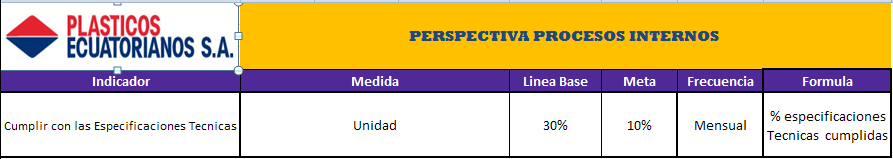 PLASTICOS
ECUATORIANOS S.A.
PERSPECTIVA PROCESOS INTERNOS
Indicador Medida Linea Base Meta Frecuencia Formula
Cumplir con las Especificaciones Tecnicas Unidad 30% 10% Mensual % especificaciones
Tecnicas cumplidas